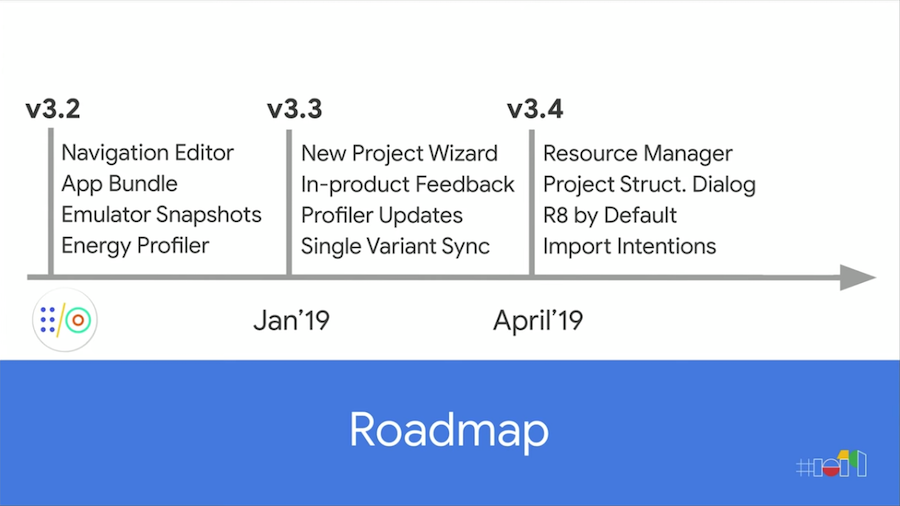 v3.2
Navigation Editor
App Bundle
Emulator Snapshots
Energy Profiler
v3.3
New Project Wizard
In-product Feedback
Profiler Updates
Single Variant Sync
Jan’19
v3.4
Resource Manager
Project Struct. Dialog
R8 by Default
Import Intentions
April’19
Roadmap
#io19